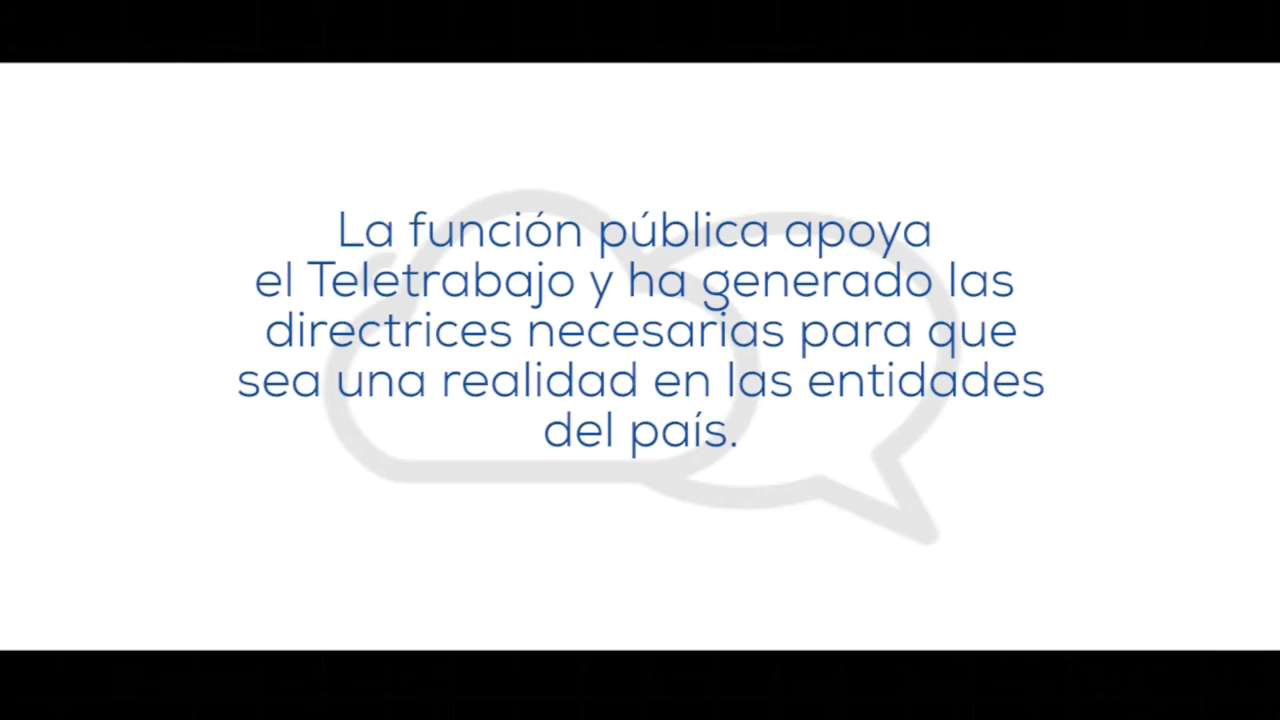 La función pública apoya
el Teletrabajo y ha generado las
directrices necesarias para que
sea una realidad en las entidades
del país.